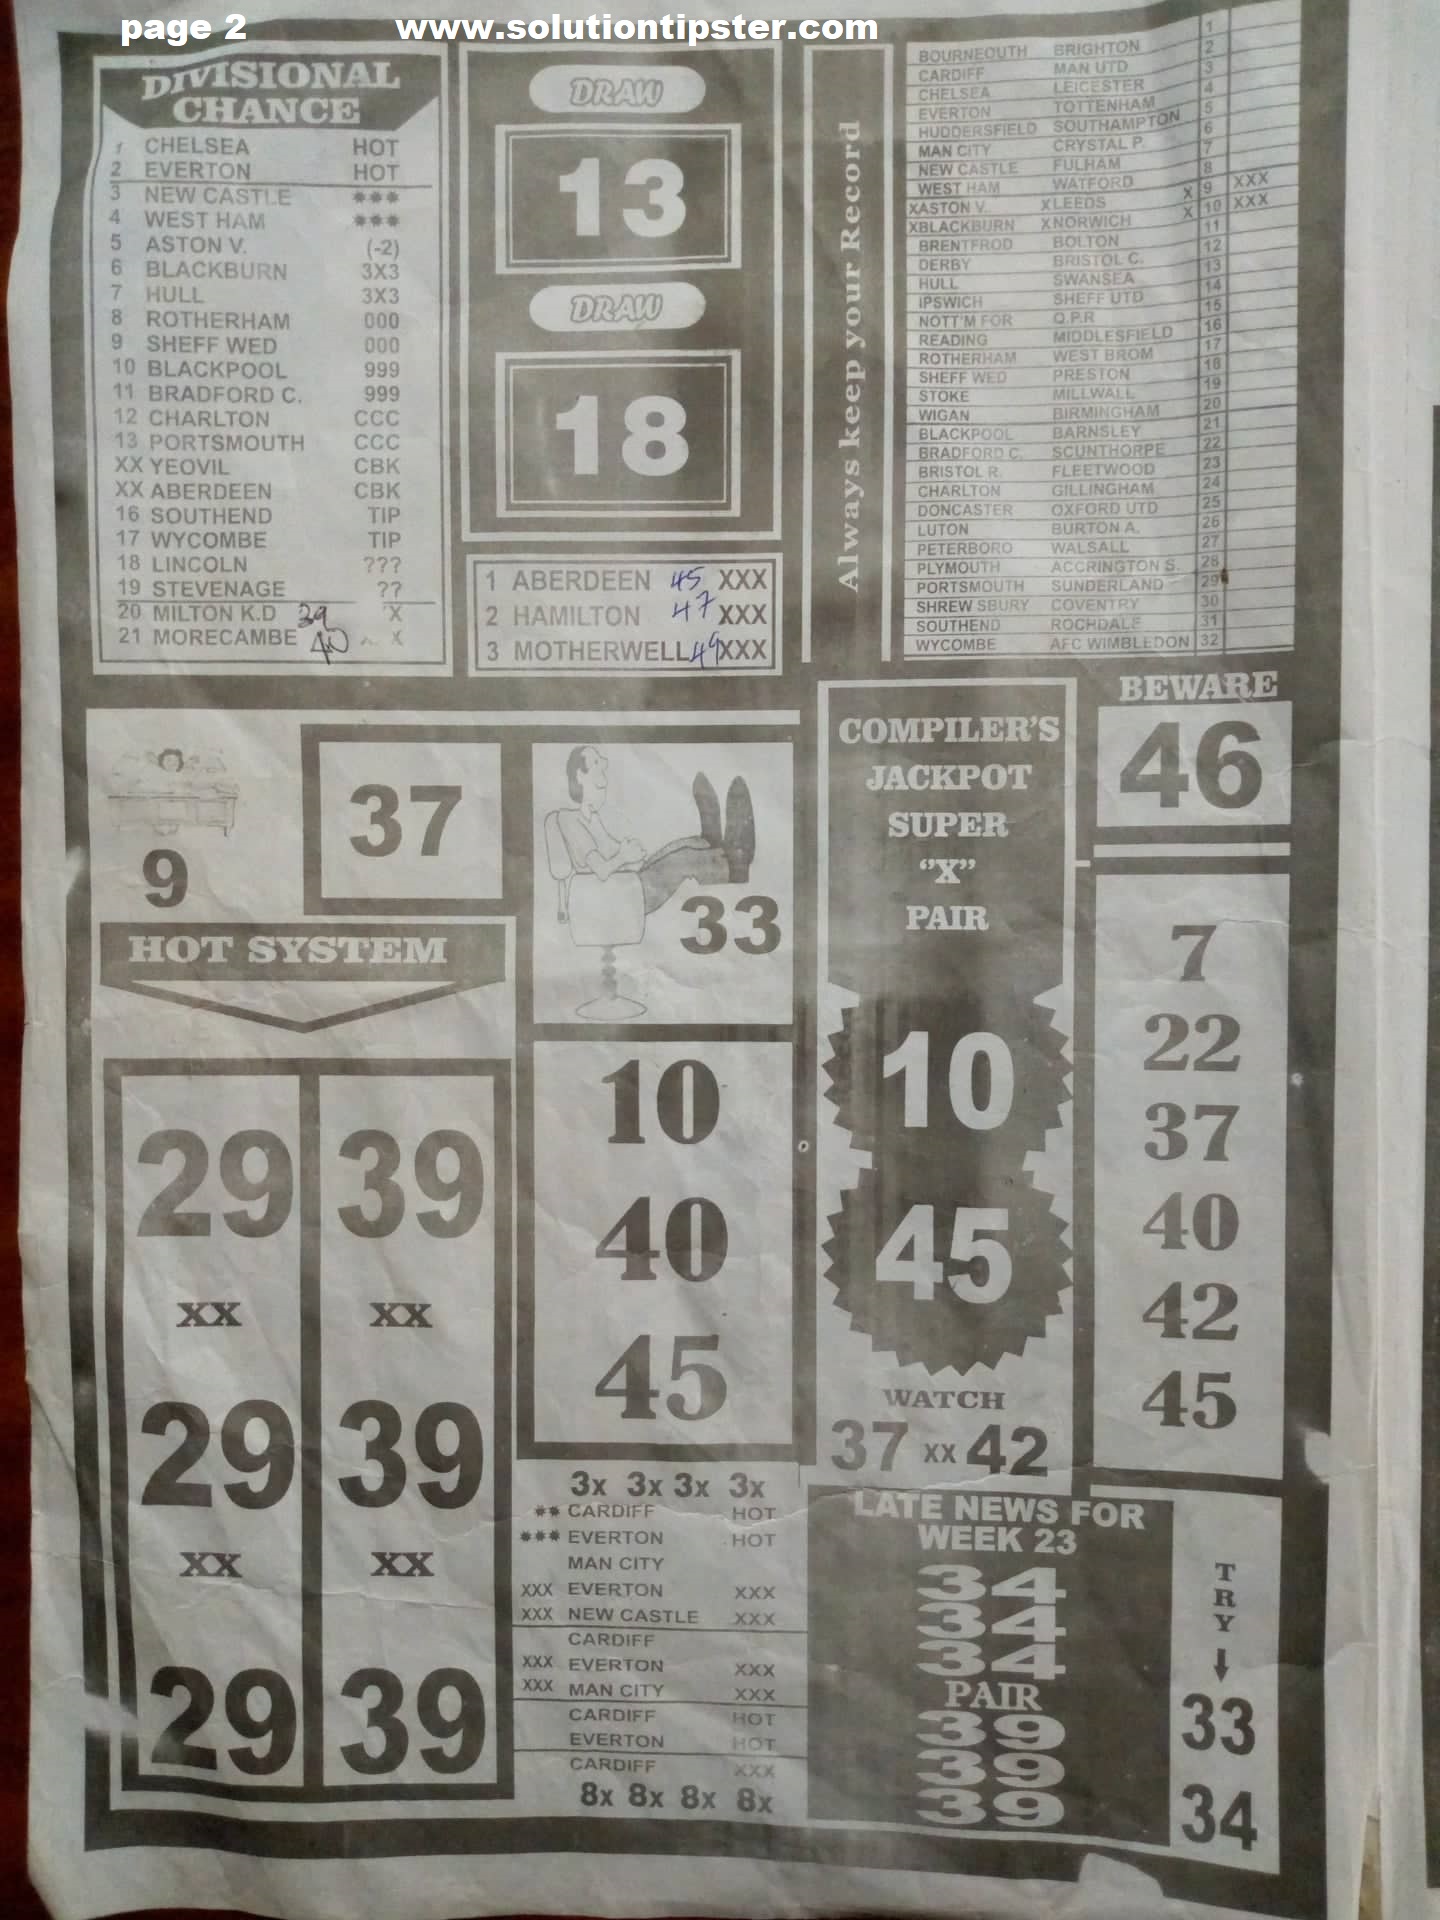 page 2
www.solutiontipster.com
DIVISIONAL
CHANCE
1 CHELSEA HOT
2 EVERTON HOT
3 NEW CASTLE ***
4 WEST HAM ***
5 ASTON V. (-2)
6 BLACKBURN 3X3
7 HULL 3X3
8 ROTHERHAM 000
9 SHEFF WED 000
10 BLACKPOOL 999
11 BRADFORD C. 999
12 CHARLTON CCC
13 PORTSMOUTH CCC
XX YEOVIL CBK
XX ABERDEEN CBK
16 SOUTHEND TIP
17 WYCOMBE TIP
18 LINCOLN ???
19 STEVENAGE ??
20 MILTON K.D 39 X
21 MORECAMBE 40 X
DRAW
13
DRAW
18
1 ABERDEEN 45 XXX
2 HAMILTON 47 XXX
3 MOTHERWELL 49 XXX
Always keep your Record
1
BOURNEOUTH BRIGHTON 2
CARDIFF MAN UTD 3
CHELSEA LEICESTER 4
EVERTON TOTTENHAM 5
HUDDERSFIELD SOUTHAMPTON 6
MAN CITY CRYSTAL P. 7
NEW CASTLE FULHAM 8
WEST HAM WATFORD X 9 XXX
XASTON V. XLEEDS X 10 XXX
XBLACKBURN XNORWICH 11
BRENTFROD BOLTON 12
DERBY BRISTOL C. 13
HULL SWANSEA 14
IPSWICH SHEFF UTD 15
NOTT'M FOR Q.P.R 16
READING MIDDLESFIELD 17
ROTHERHAM WEST BROM 18
SHEFF WED PRESTON 19
STOKE MILLWALL 20
WIGAN BIRMINGHAM 21
BLACKPOOL BARNSLEY 22
BRADFORD C. SCUNTHORPE 23
BRISTOL R. FLEETWOOD 24
CHARLTON GILLINGHAM 25
DONCASTER OXFORD UTD 26
LUTON BURTON A. 27
PETERBORO WALSALL 28
PLYMOUTH ACCRINGTON S. 29
PORTSMOUTH SUNDERLAND 30
SHREW SBURY COVENTRY 31
SOUTHEND ROCHDALE 32
WYCOMBE AFC WIMBLEDON
9
37
33
COMPILER'S
JACKPOT
SUPER
"X"
PAIR
10
45
WATCH
37 XX 42
BEWARE
46
7
22
37
40
42
45
HOT SYSTEM
29 39
XX XX
29 39
XX XX
29 39
10
40
45
3x 3x 3x 3x
** CARDIFF HOT
*** EVERTON HOT
MAN CITY
XXX EVERTON XXX
XXX NEW CASTLE XXX
CARDIFF
XXX EVERTON XXX
XXX MAN CITY XXX
CARDIFF HOT
EVERTON HOT
CARDIFF XXX
8x 8x 8x 8x
LATE NEWS FOR
WEEK 23
34
34
34
PAIR
39
39
39
TRY
33
34